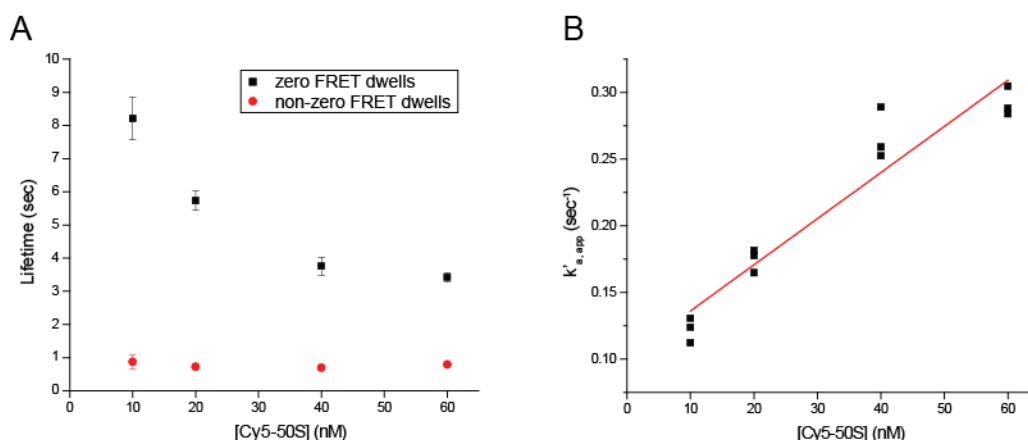 A
B
10
9
8
7
6
5
4
3
2
1
0
Lifetime (sec)
zero FRET dwells
non-zero FRET dwells
0 10 20 30 40 50 60
[Cy5-50S] (nM)
0.30
0.25
0.20
0.15
0.10
k'a, app (sec-1)
0 10 20 30 40 50 60
[Cy5-50S] (nM)